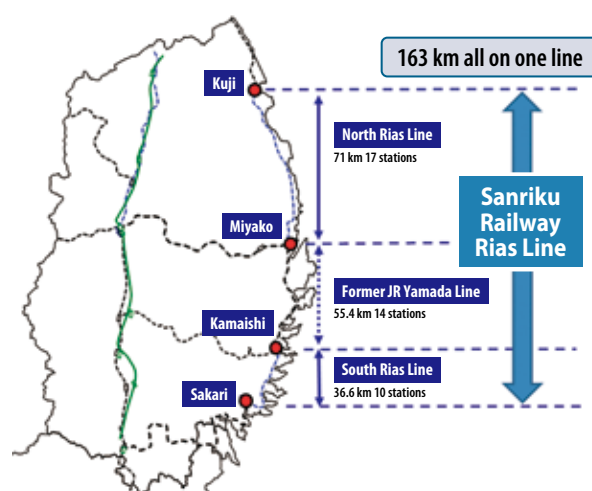 163 km all on one line
Kuji
North Rias Line
71 km 17 stations
Sanriku
Railway
Rias Line
Miyako
Former JR Yamada Line
55.4 km 14 stations
Kamaishi
South Rias Line
36.6 km 10 stations
Sakari